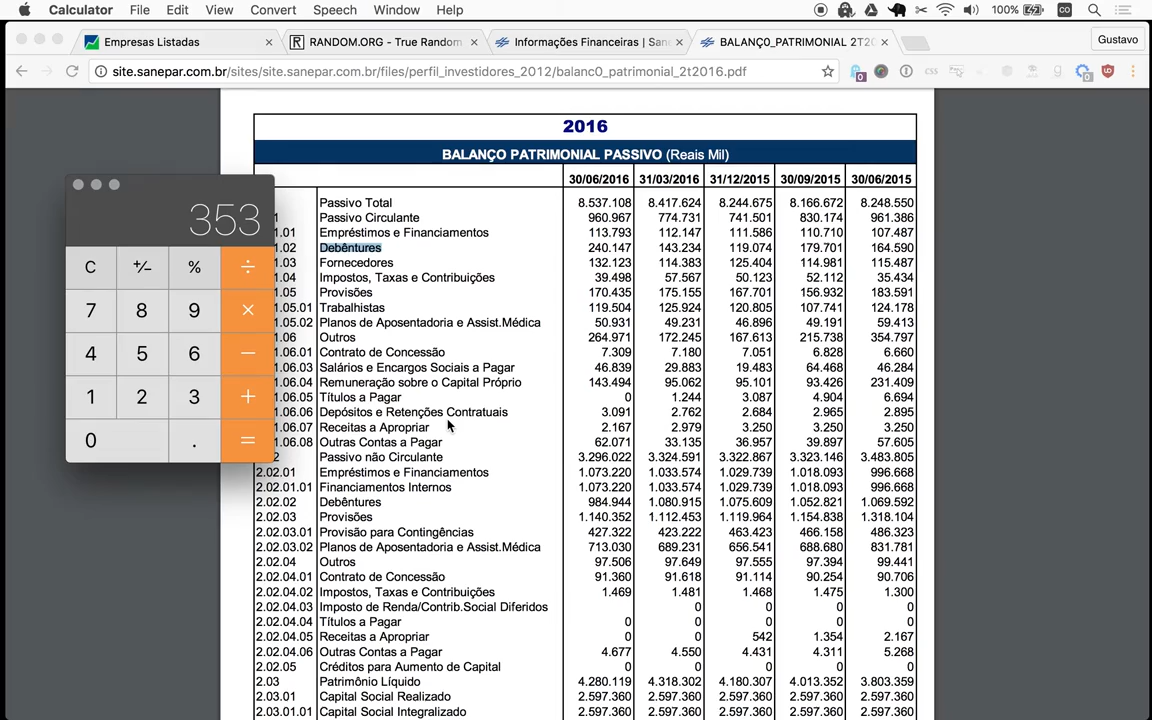 Calculator File Edit View Convert Speech Window Help 100%
Empresas Listadas × RANDOM.ORG - True Random × Informações Financeiras | San × BALANÇ0_PATRIMONIAL 2T20 × Gustavo
site.sanepar.com.br/sites/site.sanepar.com.br/files/perfil_investidores_2012/balanc0_patrimonial_2t2016.pdf
2016
BALANÇO PATRIMONIAL PASSIVO (Reais Mil)
30/06/2016 31/03/2016 31/12/2015 30/09/2015 30/06/2015
Passivo Total 8.537.108 8.417.624 8.244.675 8.166.672 8.248.550
1 Passivo Circulante 960.967 774.731 741.501 830.174 961.386
1.01 Empréstimos e Financiamentos 113.793 112.147 111.586 110.710 107.487
1.02 Debêntures 240.147 143.234 119.074 179.701 164.590
1.03 Fornecedores 132.123 114.383 125.404 114.981 115.487
1.04 Impostos, Taxas e Contribuições 39.498 57.567 50.123 52.112 35.434
1.05 Provisões 170.435 175.155 167.701 156.932 183.591
1.05.01 Trabalhistas 119.504 125.924 120.805 107.741 124.178
1.05.02 Planos de Aposentadoria e Assist.Médica 50.931 49.231 46.896 49.191 59.413
1.06 Outros 264.971 172.245 167.613 215.738 354.797
1.06.01 Contrato de Concessão 7.309 7.180 7.051 6.828 6.660
1.06.03 Salários e Encargos Sociais a Pagar 46.839 29.883 19.483 64.468 46.284
1.06.04 Remuneração sobre o Capital Próprio 143.494 95.062 95.101 93.426 231.409
1.06.05 Títulos a Pagar 0 1.244 3.087 4.904 6.694
1.06.06 Depósitos e Retenções Contratuais 3.091 2.762 2.684 2.965 2.895
1.06.07 Receitas a Apropriar 2.167 2.979 3.250 3.250 3.250
1.06.08 Outras Contas a Pagar 62.071 33.135 36.957 39.897 57.605
2 Passivo não Circulante 3.296.022 3.324.591 3.322.867 3.323.146 3.483.805
2.02.01 Empréstimos e Financiamentos 1.073.220 1.033.574 1.029.739 1.018.093 996.668
2.02.01.01 Financiamentos Internos 1.073.220 1.033.574 1.029.739 1.018.093 996.668
2.02.02 Debêntures 984.944 1.080.915 1.075.609 1.052.821 1.069.592
2.02.03 Provisões 1.140.352 1.112.453 1.119.964 1.154.838 1.318.104
2.02.03.01 Provisão para Contingências 427.322 423.222 463.423 466.158 486.323
2.02.03.02 Planos de Aposentadoria e Assist.Médica 713.030 689.231 656.541 688.680 831.781
2.02.04 Outros 97.506 97.649 97.555 97.394 99.441
2.02.04.01 Contrato de Concessão 91.360 91.618 91.114 90.254 90.706
2.02.04.02 Impostos, Taxas e Contribuições 1.469 1.481 1.468 1.475 1.300
2.02.04.03 Imposto de Renda/Contrib.Social Diferidos 0 0 0 0
2.02.04.04 Títulos a Pagar 0 0 0 0 0
2.02.04.05 Receitas a Apropriar 0 0 542 1.354 2.167
2.02.04.06 Outras Contas a Pagar 4.677 4.550 4.431 4.311 5.268
2.02.05 Créditos para Aumento de Capital 0 0 0 0
2.03 Patrimônio Líquido 4.280.119 4.318.302 4.180.307 4.013.352 3.803.359
2.03.01 Capital Social Realizado 2.597.360 2.597.360 2.597.360 2.597.360 2.597.360
2.03.01.01 Capital Social Integralizado 2.597.360 2.597.360 2.597.360 2.597.360 2.597.360
353
C +/− % ÷
7 8 9 ×
4 5 6 −
1 2 3 +
0 . =